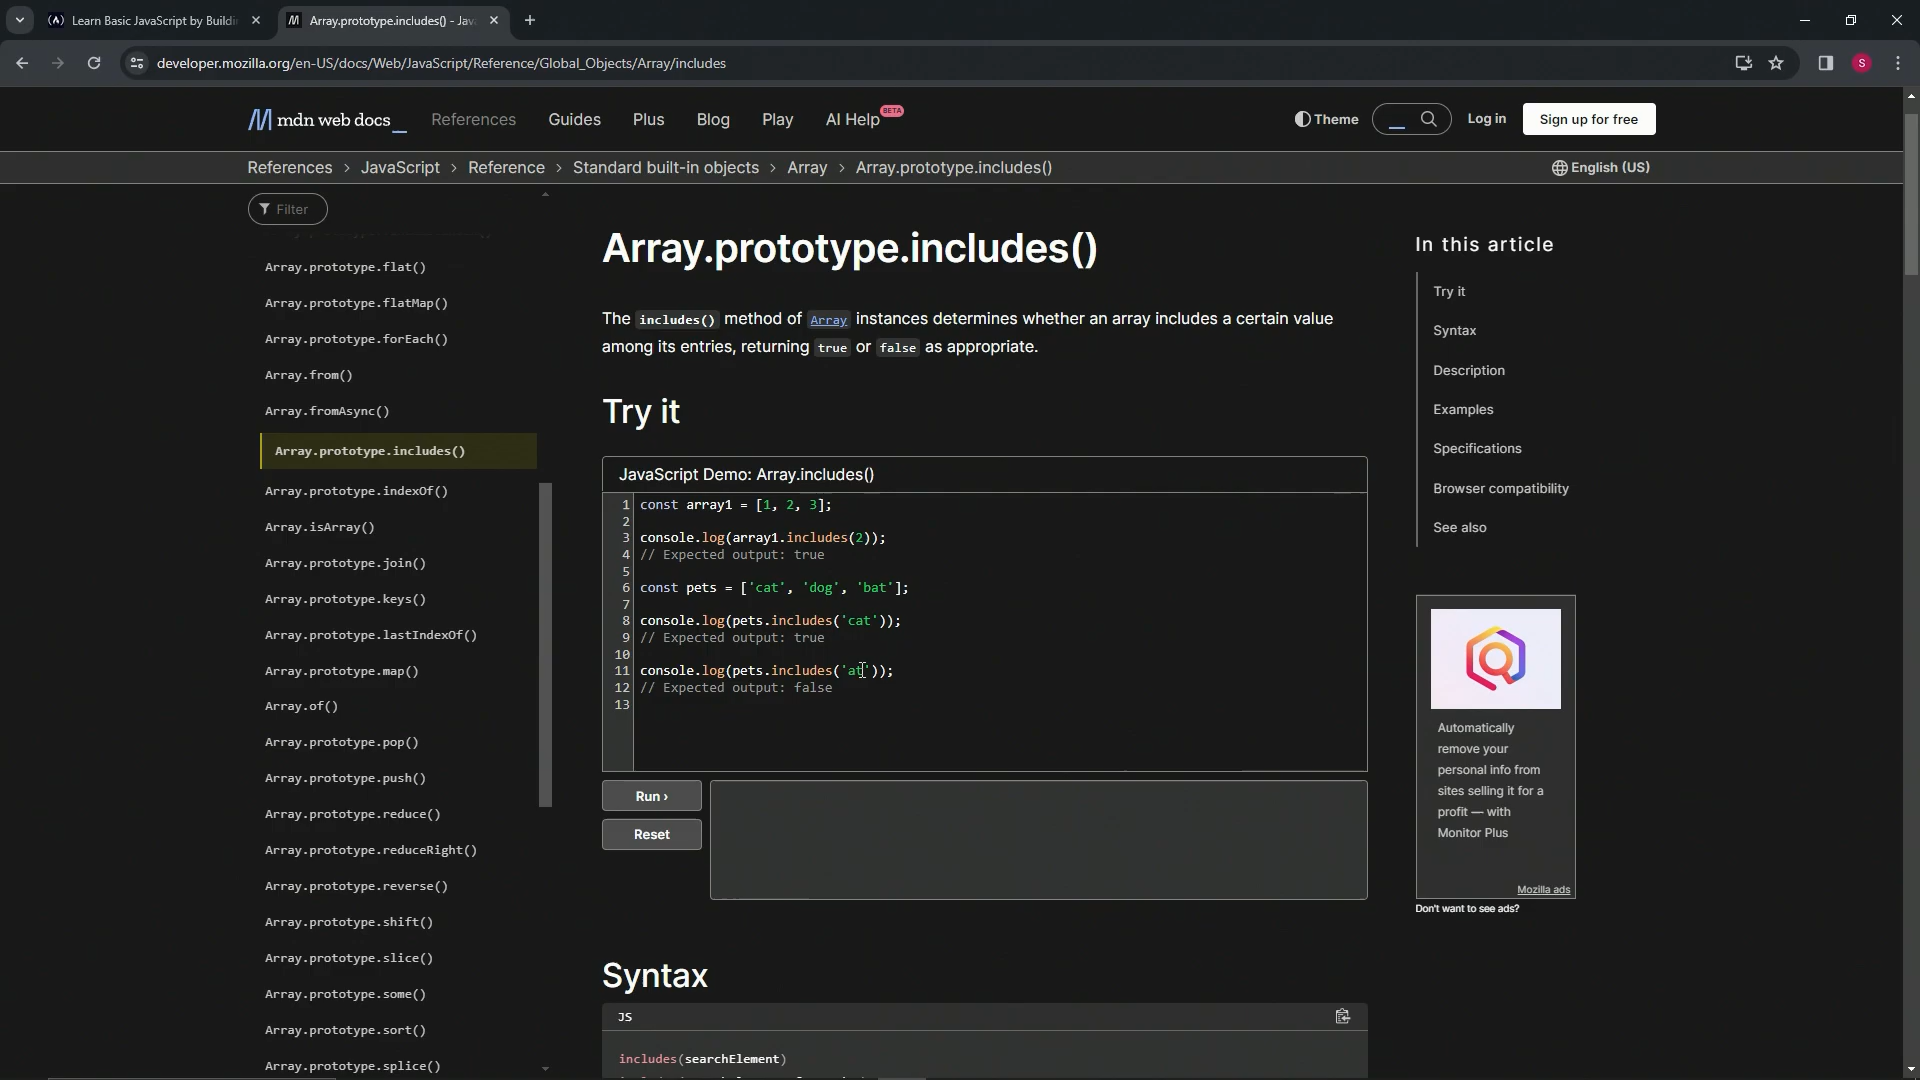 Learn Basic JavaScript by Buildi
Array.prototype.includes() - Jav
developer.mozilla.org/en-US/docs/Web/JavaScript/Reference/Global_Objects/Array/includes
S
mdn web docs
References
Guides
Plus
Blog
Play
AI Help
BETA
Theme
Log in
Sign up for free
References › JavaScript › Reference › Standard built-in objects › Array › Array.prototype.includes()
English (US)
Filter
Array.prototype.flat()
Array.prototype.flatMap()
Array.prototype.forEach()
Array.from()
Array.fromAsync()
Array.prototype.includes()
Array.prototype.indexOf()
Array.isArray()
Array.prototype.join()
Array.prototype.keys()
Array.prototype.lastIndexOf()
Array.prototype.map()
Array.of()
Array.prototype.pop()
Array.prototype.push()
Array.prototype.reduce()
Array.prototype.reduceRight()
Array.prototype.reverse()
Array.prototype.shift()
Array.prototype.slice()
Array.prototype.some()
Array.prototype.sort()
Array.prototype.splice()
Array.prototype.includes()
The includes() method of Array instances determines whether an array includes a certain value
among its entries, returning true or false as appropriate.
Try it
JavaScript Demo: Array.includes()
1 const array1 = [1, 2, 3];
2
3 console.log(array1.includes(2));
4 // Expected output: true
5
6 const pets = ['cat', 'dog', 'bat'];
7
8 console.log(pets.includes('cat'));
9 // Expected output: true
10
11 console.log(pets.includes('at'));
12 // Expected output: false
13
Run ›
Reset
Syntax
JS
includes(searchElement)
In this article
Try it
Syntax
Description
Examples
Specifications
Browser compatibility
See also
Automatically
remove your
personal info from
sites selling it for a
profit — with
Monitor Plus
Mozilla ads
Don't want to see ads?